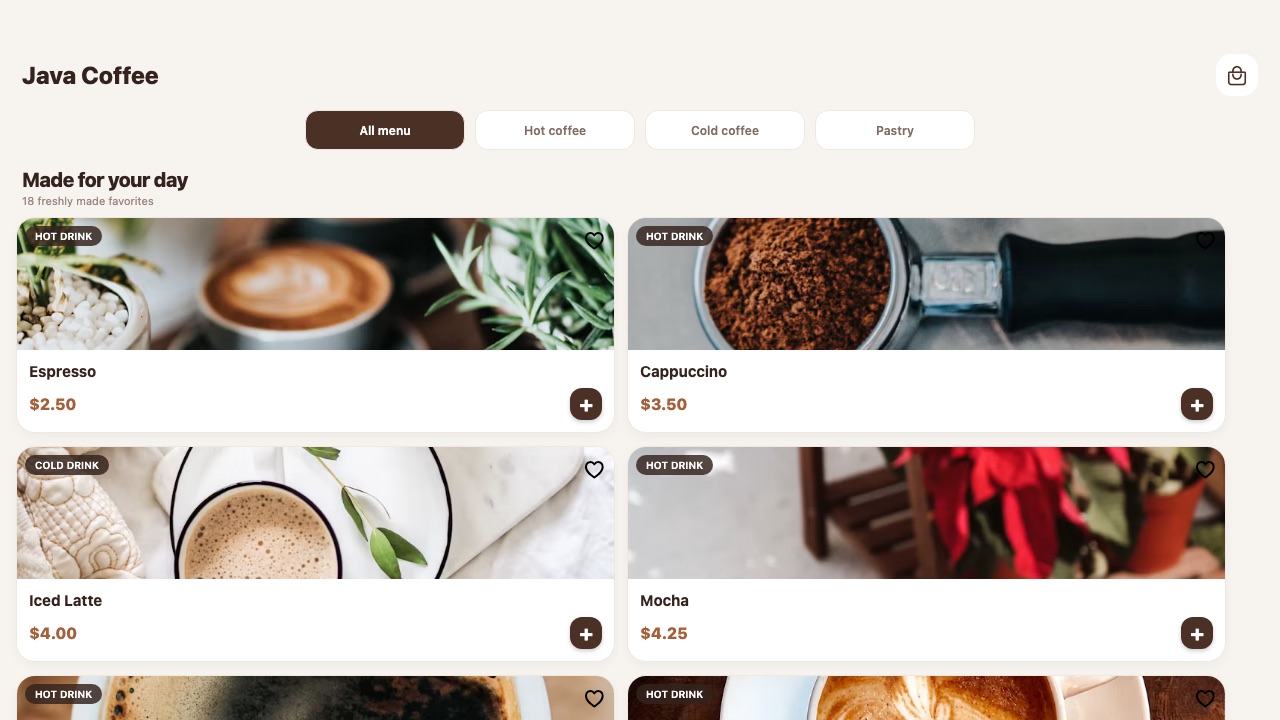 Java Coffee
All menu
Hot coffee
Cold coffee
Pastry
Made for your day
18 freshly made favorites
HOT DRINK
Espresso
$2.50
HOT DRINK
Cappuccino
$3.50
COLD DRINK
Iced Latte
$4.00
HOT DRINK
Mocha
$4.25
HOT DRINK
HOT DRINK